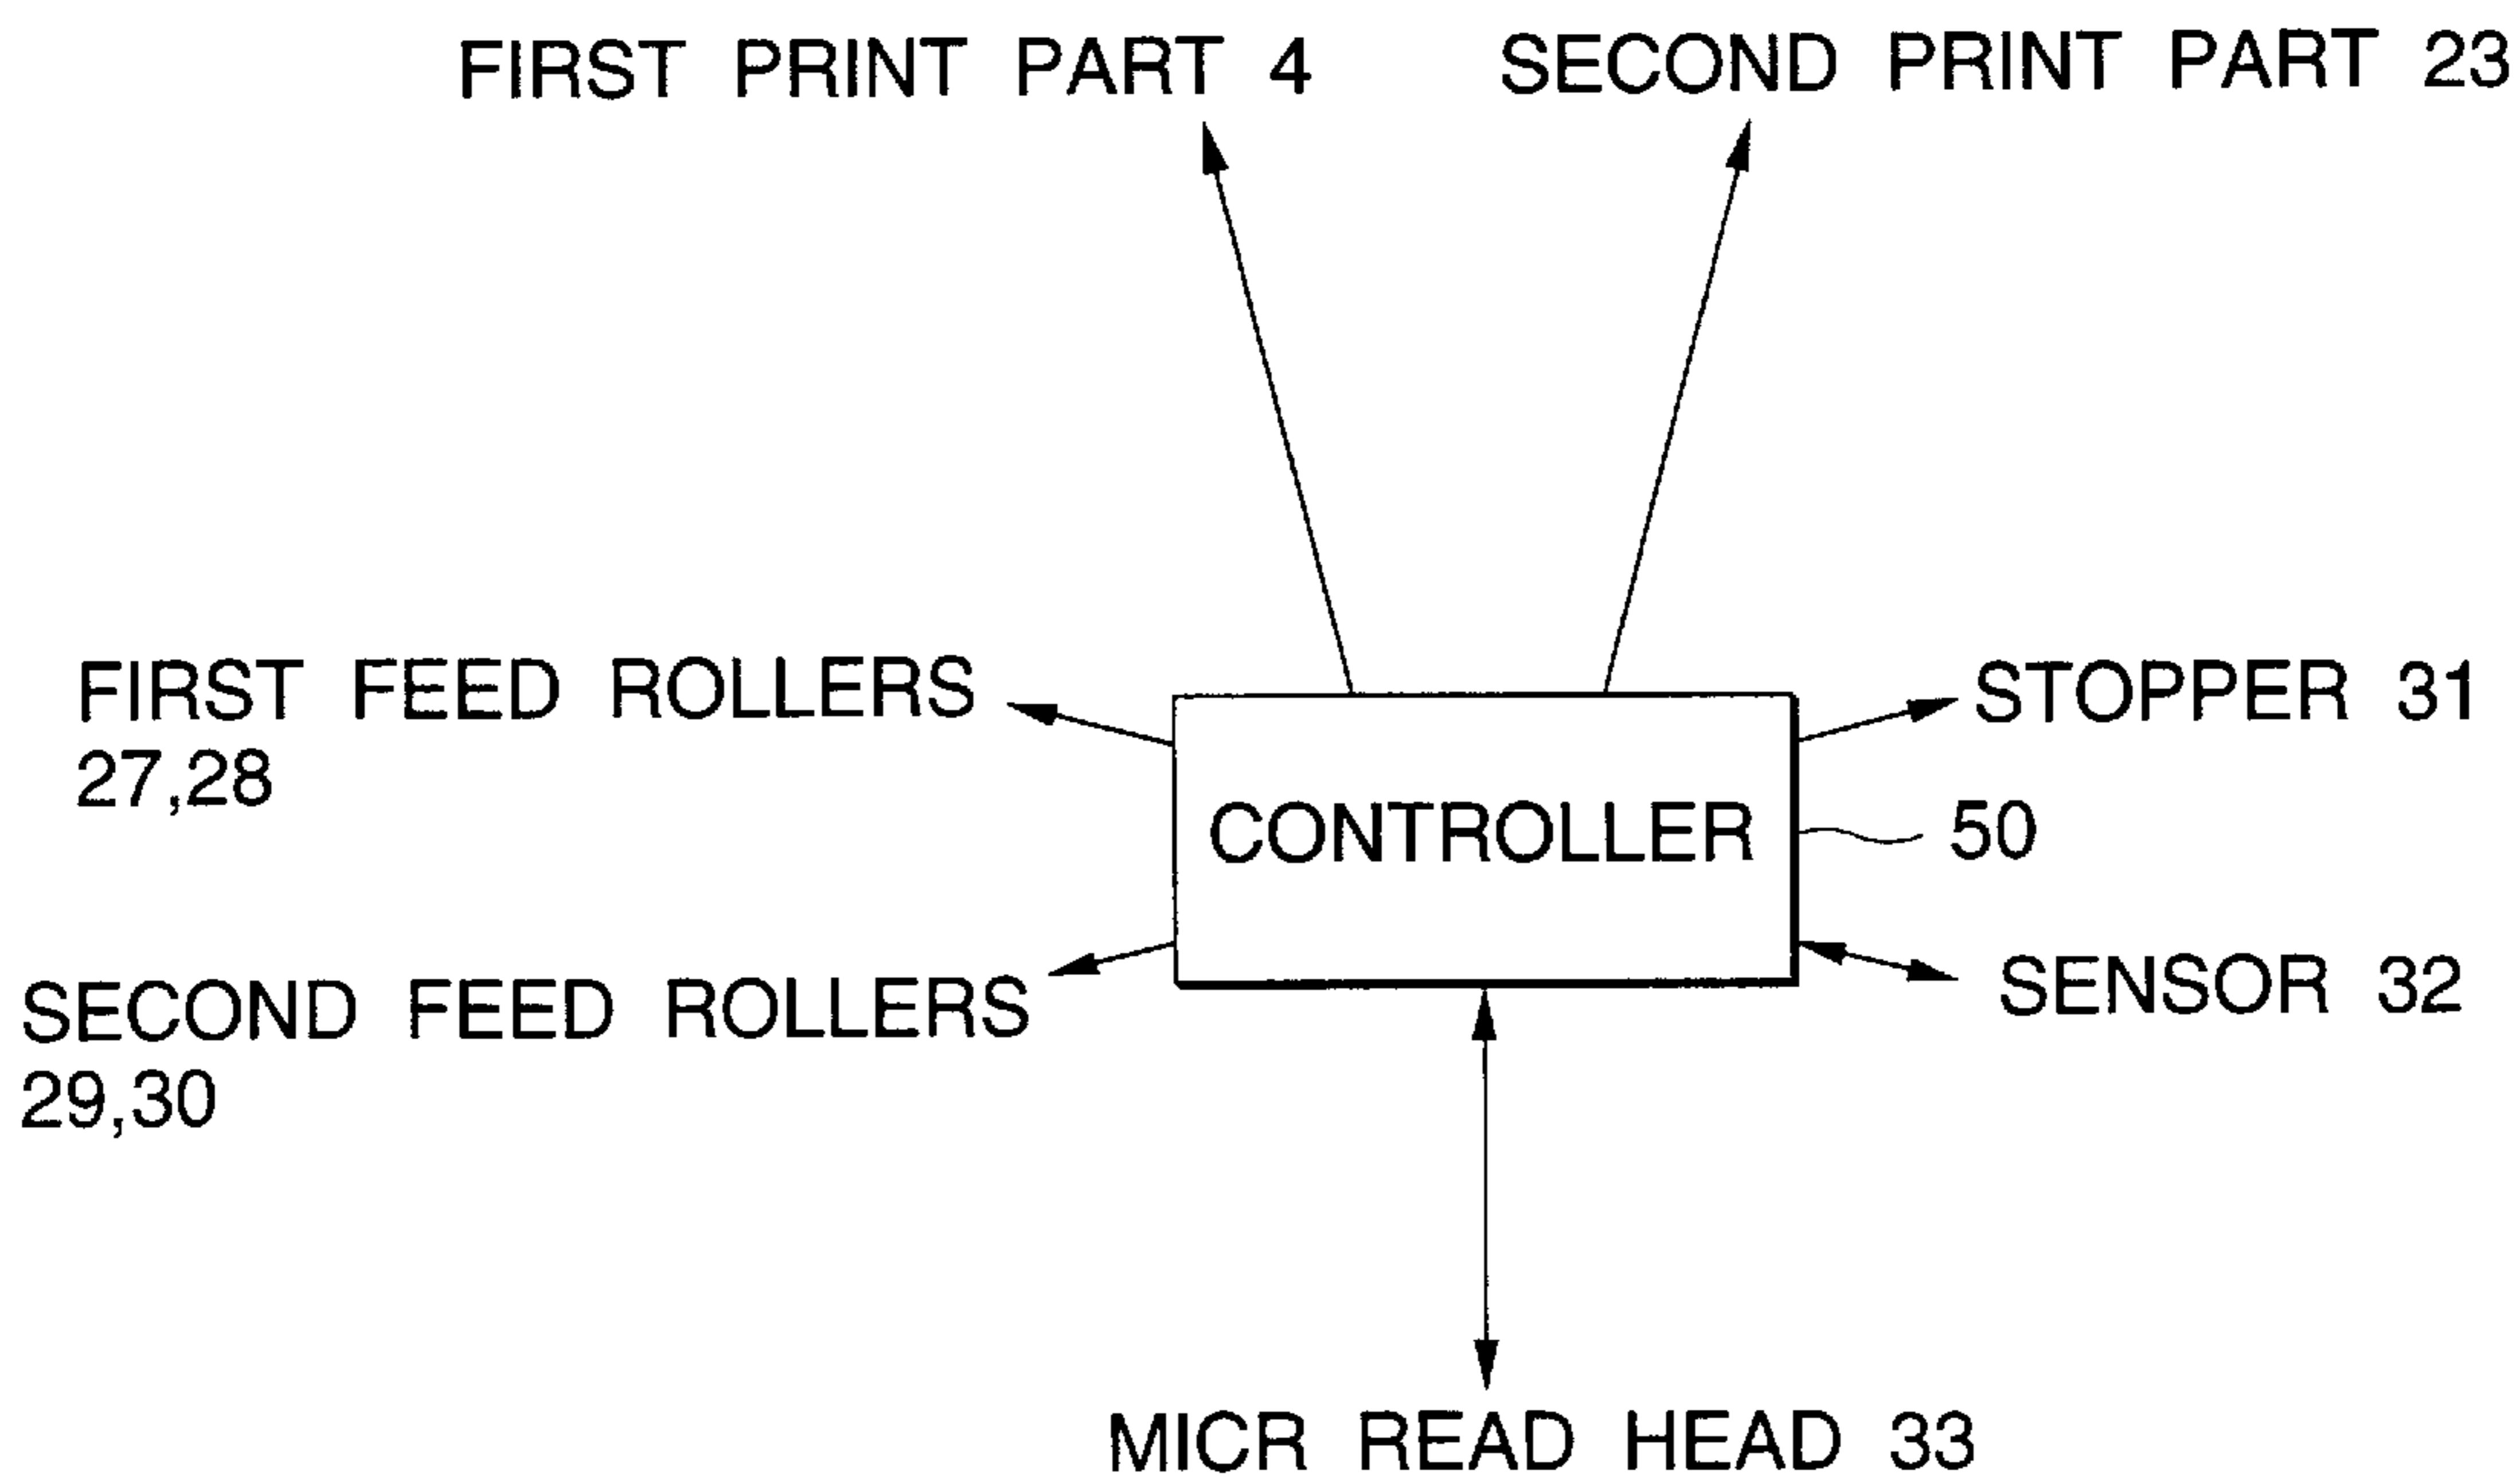 FIRST PRINT PART 4
SECOND PRINT PART 23
FIRST FEED ROLLERS
27,28
STOPPER 31
CONTROLLER
50
SECOND FEED ROLLERS
29,30
SENSOR 32
MICR READ HEAD 33